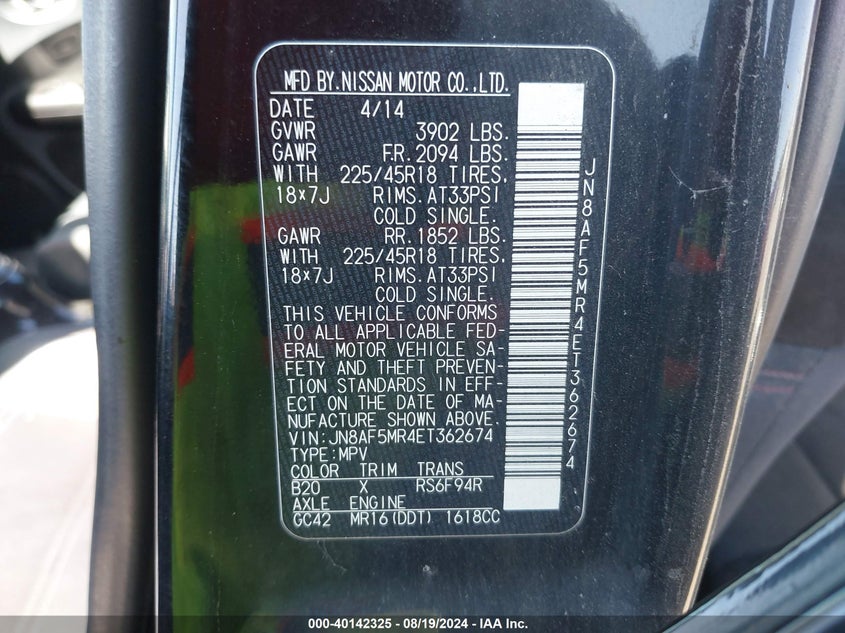 MFD BY.NISSAN MOTOR CO.,LTD.
DATE 4/14
GVWR 3902 LBS.
GAWR FR.2094 LBS.
WITH 225/45R18 TIRES,
18×7J RIMS.AT33PSI
COLD SINGLE.
GAWR RR.1852 LBS.
WITH 225/45R18 TIRES,
18×7J RIMS.AT33PSI
COLD SINGLE.
THIS VEHICLE CONFORMS
TO ALL APPLICABLE FED-
ERAL MOTOR VEHICLE SA-
FETY AND THEFT PREVEN-
TION STANDARDS IN EFF-
ECT ON THE DATE OF MA-
NUFACTURE SHOWN ABOVE.
VIN:JN8AF5MR4ET362674
TYPE:MPV
COLOR TRIM TRANS
B20 X RS6F94R
AXLE ENGINE
GC42 MR16(DDT) 1618CC
JN8AF5MR4ET362674
000-40142325 - 08/19/2024 - IAA Inc.